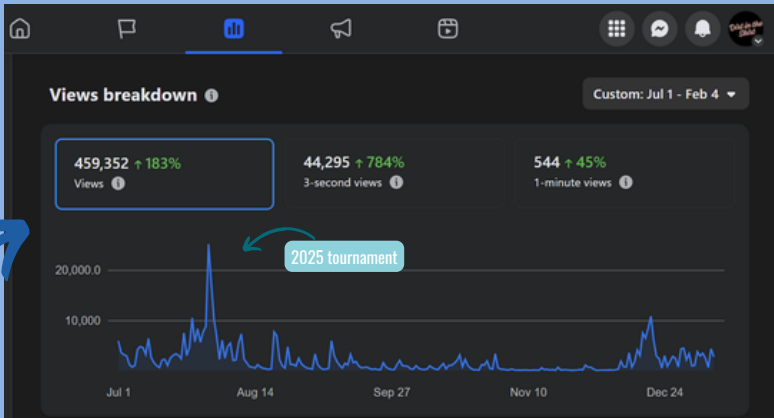 Views breakdown
Custom: Jul 1 - Feb 4
459,352 ↑ 183%
Views
44,295 ↑ 784%
3-second views
544 ↑ 45%
1-minute views
2025 tournament
20,000.0
10,000
Jul 1 Aug 14 Sep 27 Nov 10 Dec 24